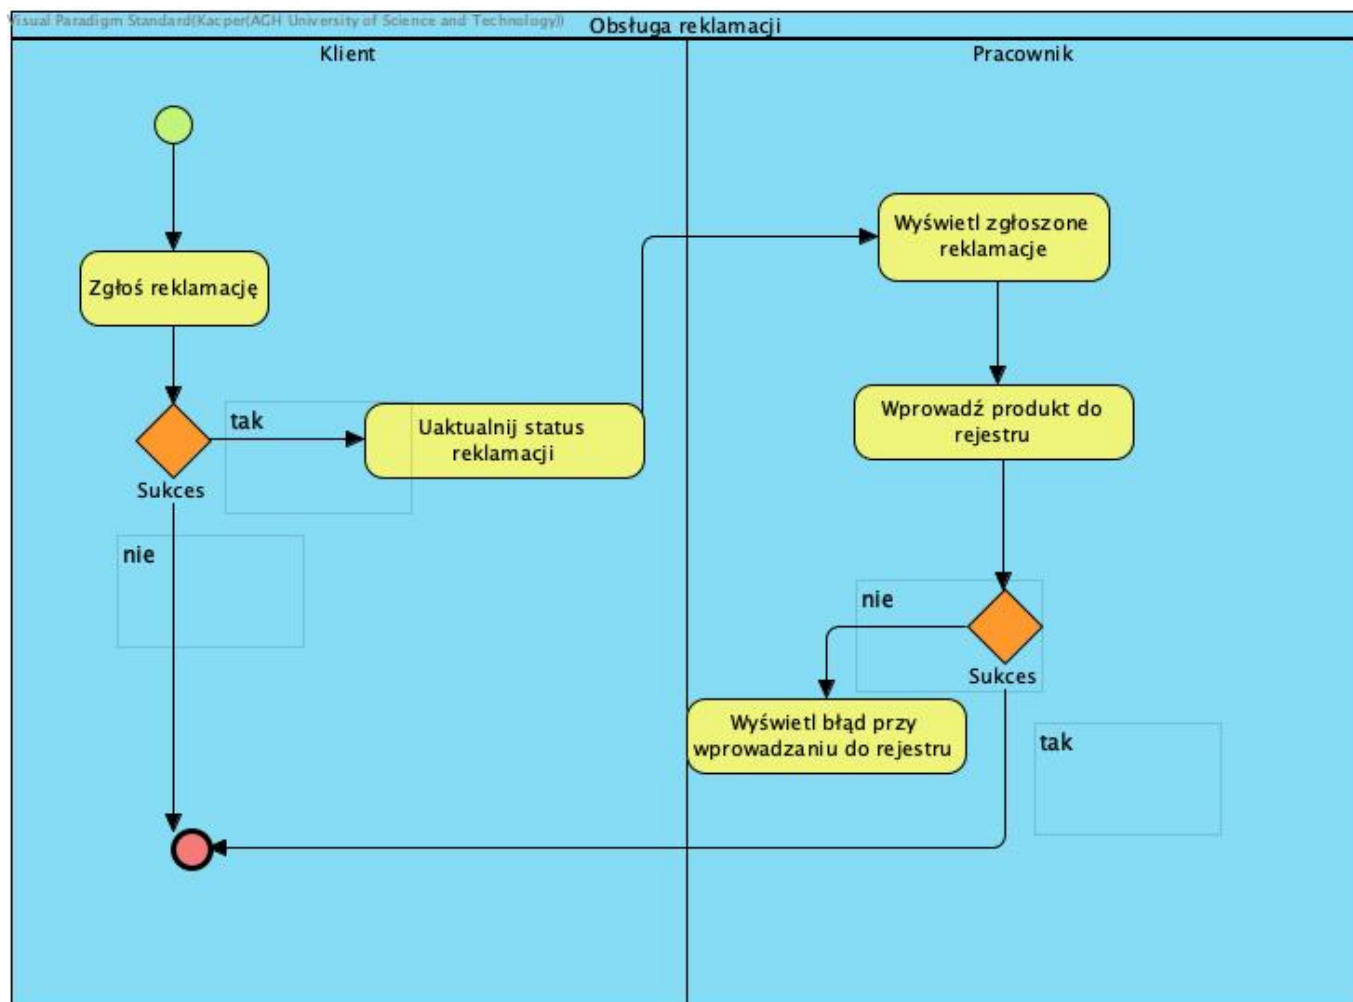 Visual Paradigm Standard(Kacper(AGH University of Science and Technology))
Obsługa reklamacji
Klient
Pracownik
Wyświetl zgłoszone
reklamacje
Zgłoś reklamację
tak
Uaktualnij status
reklamacji
Wprowadź produkt do
rejestru
Sukces
nie
nie
Sukces
Wyświetl błąd przy
wprowadzaniu do rejestru
tak